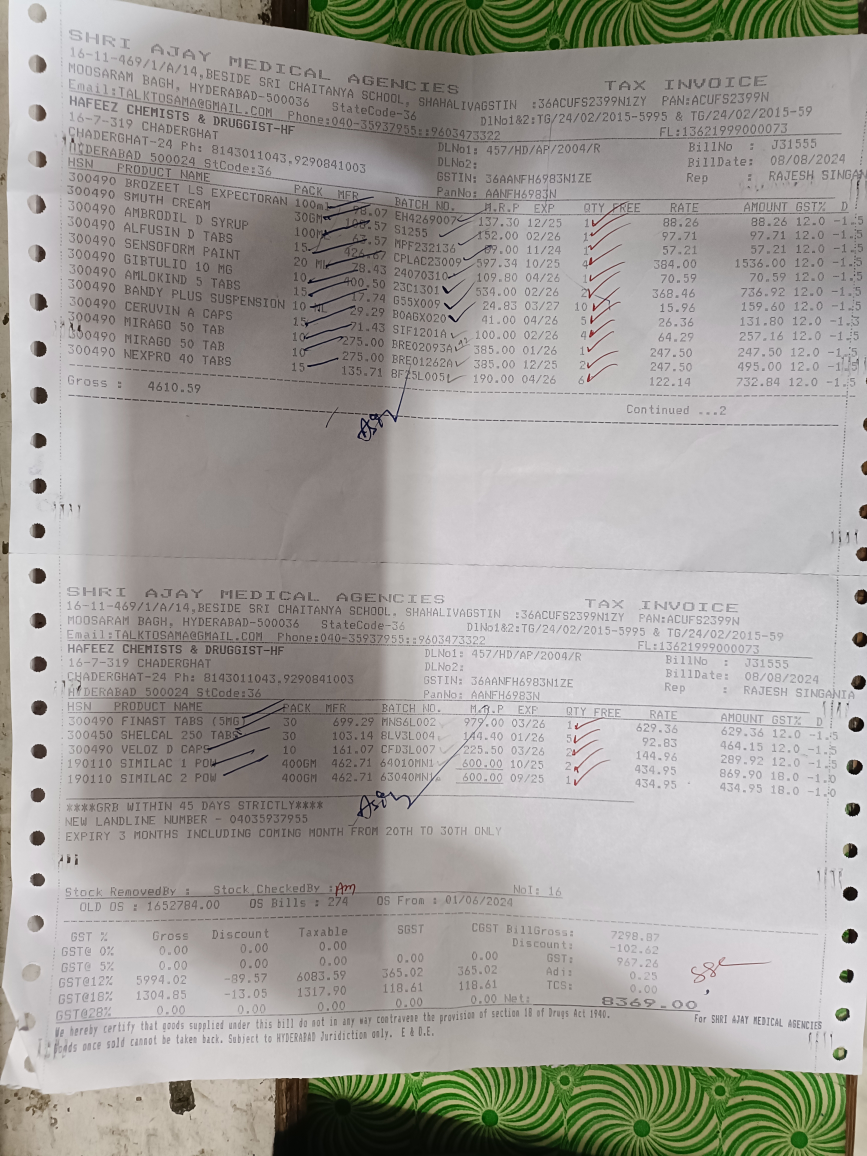 SHRI AJAY MEDICAL AGENCIES TAX INVOICE
16-11-469/1/A/14,BESIDE SRI CHAITANYA SCHOOL, SHAHALIVAGSTIN :36ACUFS2399N1ZY PAN:ACUFS2399N
MOOSARAM BAGH, HYDERABAD-500036 StateCode-36 D1No1&2:TG/24/02/2015-5995 & TG/24/02/2015-59
Email:TALKTOSAMA@GMAIL.COM Phone:040-35937955::9603473322 FL:13621999000073
HAFEEZ CHEMISTS & DRUGGIST-HF DLNo1: 457/HD/AP/2004/R BillNo : J31555
16-7-319 CHADERGHAT DLNo2: BillDate: 08/08/2024
CHADERGHAT-24 Ph: 8143011043,9290841003 GSTIN: 36AANFH6983N1ZE Rep : RAJESH SINGAN
HYDERABAD 500024 StCode:36 PanNo: AANFH6983N
HSN PRODUCT NAME PACK MFR BATCH NO. M.R.P EXP QTY FREE RATE AMOUNT GST% D
300490 BROZEET LS EXPECTORAN 100m 98.07 EH4269007 137.30 12/25 1 88.26 88.26 12.0 -1.5
300490 SMUTH CREAM 30GM 108.57 S1255 152.00 02/26 1 97.71 97.71 12.0 -1.5
300490 AMBRODIL D SYRUP 100M 63.57 MPF232136 89.00 11/24 1 57.21 57.21 12.0 -1.5
300490 ALFUSIN D TABS 15 426.67 CPLAC23009 597.34 10/25 4 384.00 1536.00 12.0 -1.5
300490 SENSOFORM PAINT 20 ML 78.43 24070310 109.80 04/26 1 70.59 70.59 12.0 -1.5
300490 GIBTULIO 10 MG 10 400.50 23C1301 534.00 02/26 2 368.46 736.92 12.0 -1.5
300490 AMLOKIND 5 TABS 15 17.74 G55X009 24.83 03/27 10 15.96 159.60 12.0 -1.5
300490 BANDY PLUS SUSPENSION 10 ML 29.29 BOAGX020 41.00 04/26 5 26.36 131.80 12.0 -1.5
300490 CERUVIN A CAPS 15 71.43 SIF1201A 100.00 02/26 4 64.29 257.16 12.0 -1.5
300490 MIRAGO 50 TAB 10 275.00 BRE02093A 385.00 01/26 1 247.50 247.50 12.0 -1.5
300490 MIRAGO 50 TAB 10 275.00 BRE01262A 385.00 12/25 2 247.50 495.00 12.0 -1.5
300490 NEXPRO 40 TABS 15 135.71 BF25L005 190.00 04/26 6 122.14 732.84 12.0 -1.5
Gross : 4610.59 Continued ...2
SHRI AJAY MEDICAL AGENCIES TAX INVOICE
16-11-469/1/A/14,BESIDE SRI CHAITANYA SCHOOL, SHAHALIVAGSTIN :36ACUFS2399N1ZY PAN:ACUFS2399N
MOOSARAM BAGH, HYDERABAD-500036 StateCode-36 D1No1&2:TG/24/02/2015-5995 & TG/24/02/2015-59
Email:TALKTOSAMA@GMAIL.COM Phone:040-35937955::9603473322 FL:13621999000073
HAFEEZ CHEMISTS & DRUGGIST-HF DLNo1: 457/HD/AP/2004/R BillNo : J31555
16-7-319 CHADERGHAT DLNo2: BillDate: 08/08/2024
CHADERGHAT-24 Ph: 8143011043,9290841003 GSTIN: 36AANFH6983N1ZE Rep : RAJESH SINGANIA
HYDERABAD 500024 StCode:36 PanNo: AANFH6983N
HSN PRODUCT NAME PACK MFR BATCH NO. M.R.P EXP QTY FREE RATE AMOUNT GST% D
300490 FINAST TABS (5MG) 30 699.29 MNS6L002 979.00 03/26 1 629.36 629.36 12.0 -1.5
300450 SHELCAL 250 TABS 30 103.14 BLV3L004 144.40 01/26 5 92.83 464.15 12.0 -1.5
300490 VELOZ D CAPS 10 161.07 CFD3L007 225.50 03/26 2 144.96 289.92 12.0 -1.5
190110 SIMILAC 1 POW 400GM 462.71 64010MN1 600.00 10/25 2 434.95 869.90 18.0 -1.0
190110 SIMILAC 2 POW 400GM 462.71 63040MN1 600.00 09/25 1 434.95 434.95 18.0 -1.0
****GRB WITHIN 45 DAYS STRICTLY****
NEW LANDLINE NUMBER - 04035937955
EXPIRY 3 MONTHS INCLUDING COMING MONTH FROM 20TH TO 30TH ONLY
Stock RemovedBy : Stock CheckedBy : NoI: 16
OLD OS : 1652784.00 OS Bills : 274 OS From : 01/06/2024
GST % Gross Discount Taxable SGST CGST BillGross: 7298.87
GST@ 0% 0.00 0.00 0.00 Discount: -102.62
GST@ 5% 0.00 0.00 0.00 0.00 0.00 GST: 967.26
GST@12% 5994.02 -89.57 6083.59 365.02 365.02 Adj: 0.25
GST@18% 1304.85 -13.05 1317.90 118.61 118.61 TCS: 0.00
GST@28% 0.00 0.00 0.00 0.00 0.00 Net: 8369.00
We hereby certify that goods supplied under this bill do not in any way contravene the provision of section 18 of Drugs Act 1940. For SHRI AJAY MEDICAL AGENCIES
Goods once sold cannot be taken back. Subject to HYDERABAD Juridiction only. E & O.E.